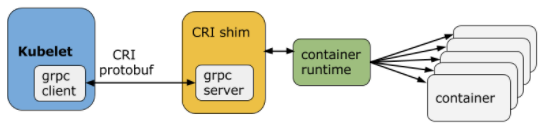 Kubelet
grpc
client
CRI
protobuf
CRI shim
grpc
server
container
runtime
container